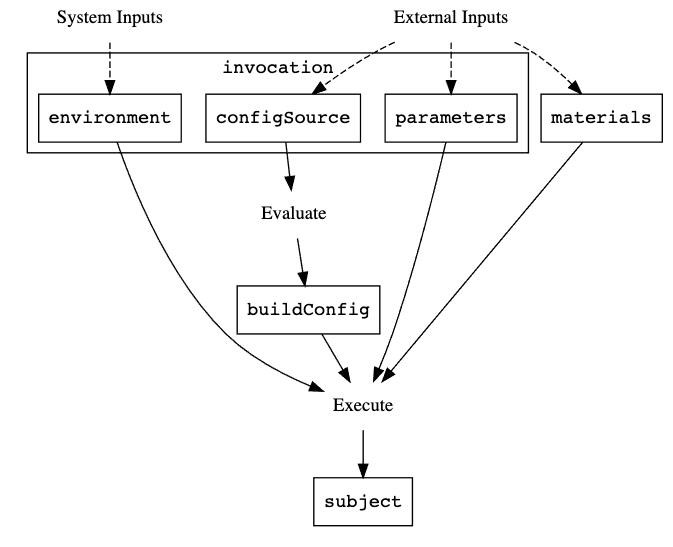 System Inputs
External Inputs
invocation
environment
configSource
parameters
materials
Evaluate
buildConfig
Execute
subject